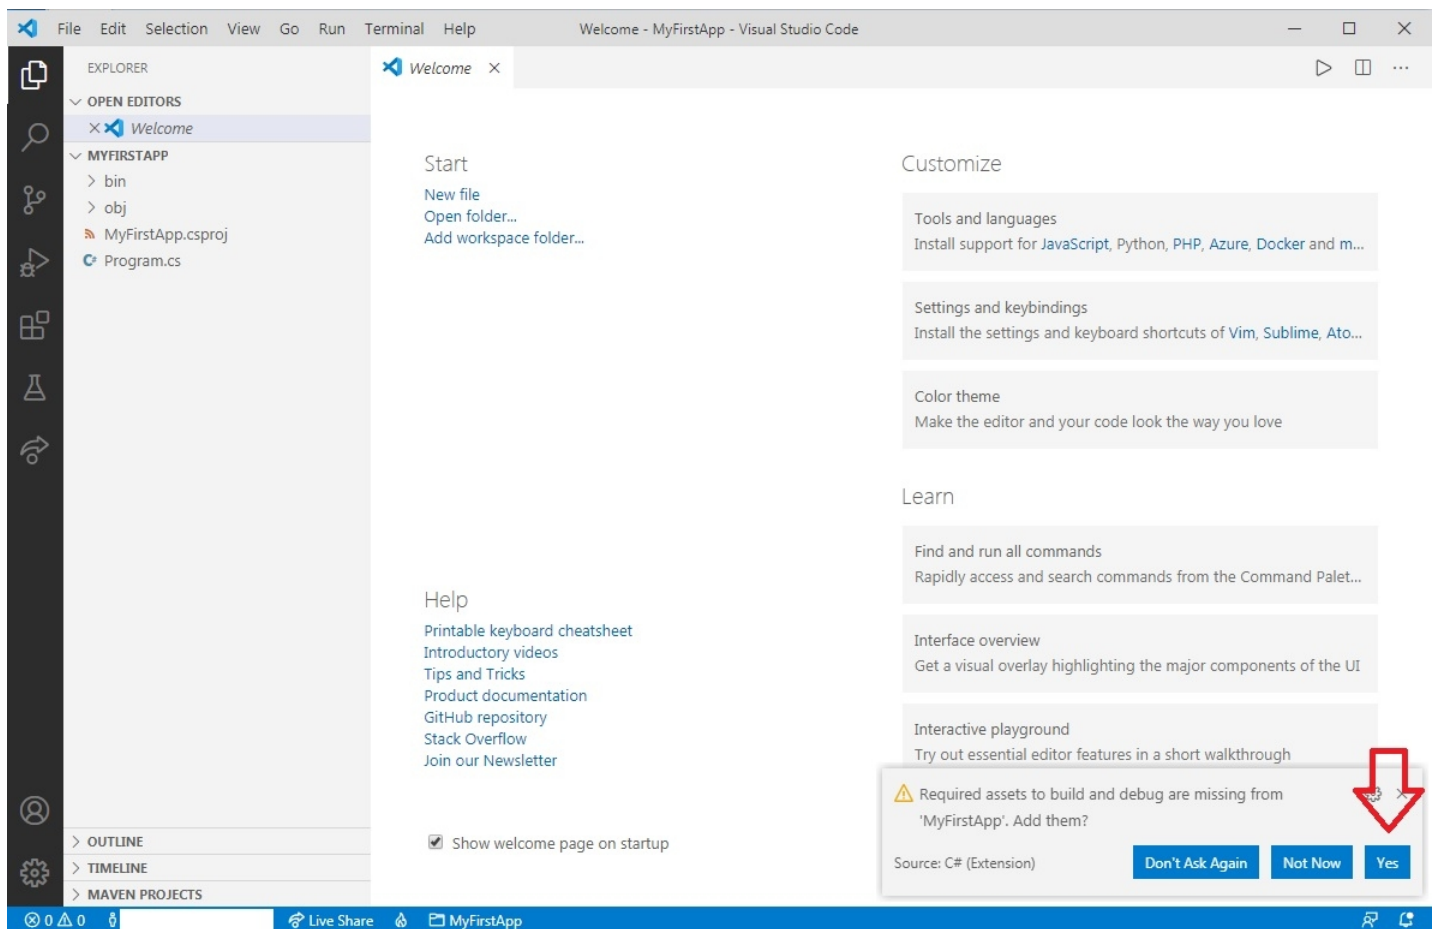 File Edit Selection View Go Run Terminal Help Welcome - MyFirstApp - Visual Studio Code
EXPLORER
OPEN EDITORS
Welcome
MYFIRSTAPP
bin
obj
MyFirstApp.csproj
Program.cs
OUTLINE
TIMELINE
MAVEN PROJECTS
Welcome
Start
New file
Open folder...
Add workspace folder...
Help
Printable keyboard cheatsheet
Introductory videos
Tips and Tricks
Product documentation
GitHub repository
Stack Overflow
Join our Newsletter
Show welcome page on startup
Customize
Tools and languages
Install support for JavaScript, Python, PHP, Azure, Docker and m...
Settings and keybindings
Install the settings and keyboard shortcuts of Vim, Sublime, Ato...
Color theme
Make the editor and your code look the way you love
Learn
Find and run all commands
Rapidly access and search commands from the Command Palet...
Interface overview
Get a visual overlay highlighting the major components of the UI
Interactive playground
Try out essential editor features in a short walkthrough
Required assets to build and debug are missing from
'MyFirstApp'. Add them?
Source: C# (Extension) Don't Ask Again Not Now Yes
0 0 Live Share MyFirstApp